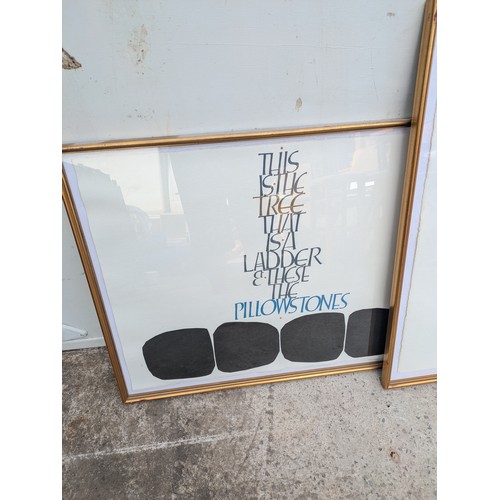 THIS
IS·THE
TREE
THAT
IS·A
LADDER
&·THESE
THE
PILLOWSTONES